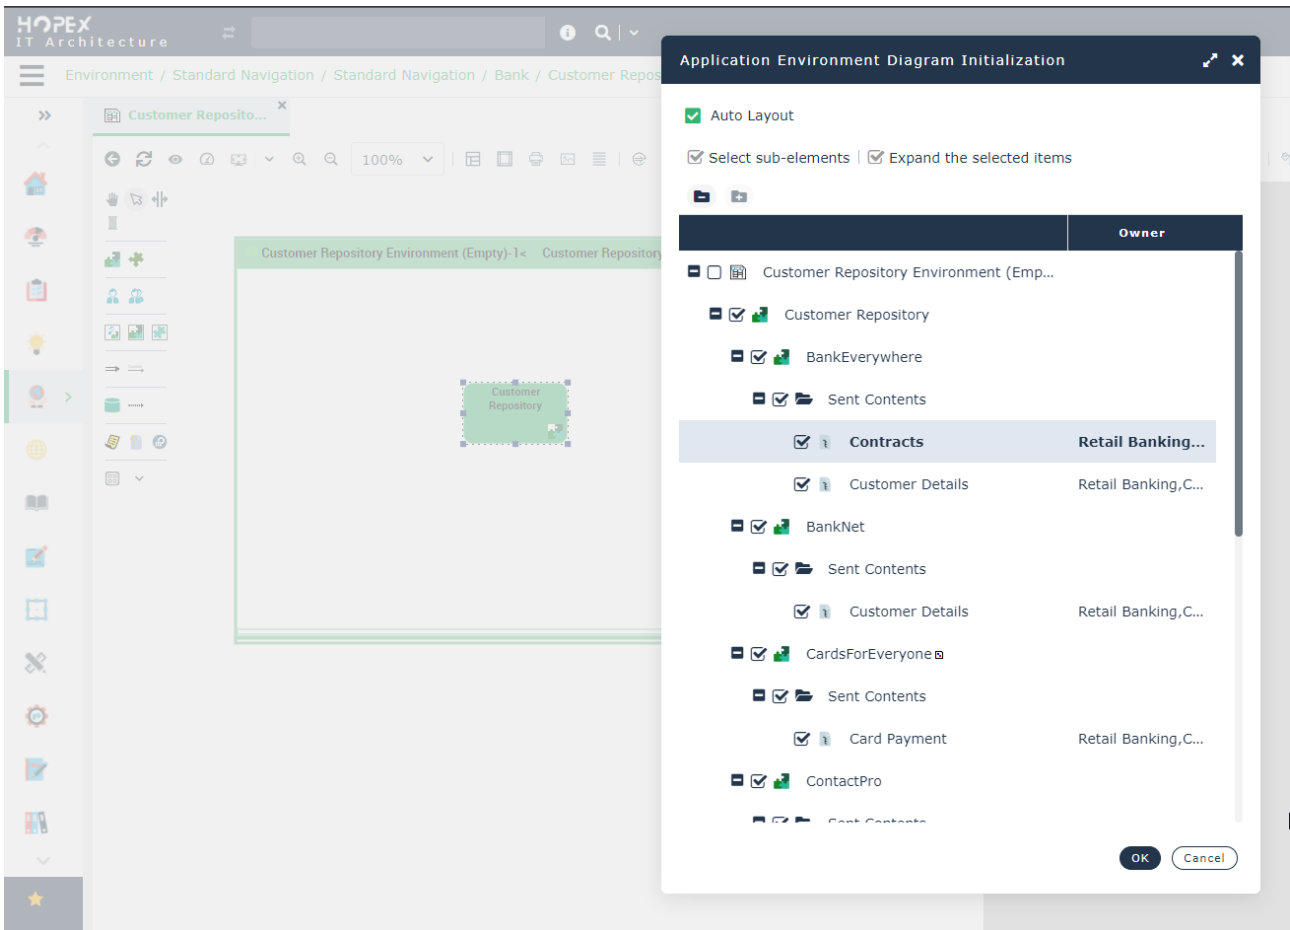 HOPEX
IT Architecture
Environment / Standard Navigation / Standard Navigation / Bank / Customer Repos
Customer Reposito...
100%
Customer Repository Environment (Empty)-1< Customer Repository
Customer
Repository
Application Environment Diagram Initialization
Auto Layout
Select sub-elements | Expand the selected items
Owner
Customer Repository Environment (Emp...
Customer Repository
BankEverywhere
Sent Contents
Contracts Retail Banking...
Customer Details Retail Banking,C...
BankNet
Sent Contents
Customer Details Retail Banking,C...
CardsForEveryone
Sent Contents
Card Payment Retail Banking,C...
ContactPro
Sent Contents
OK Cancel